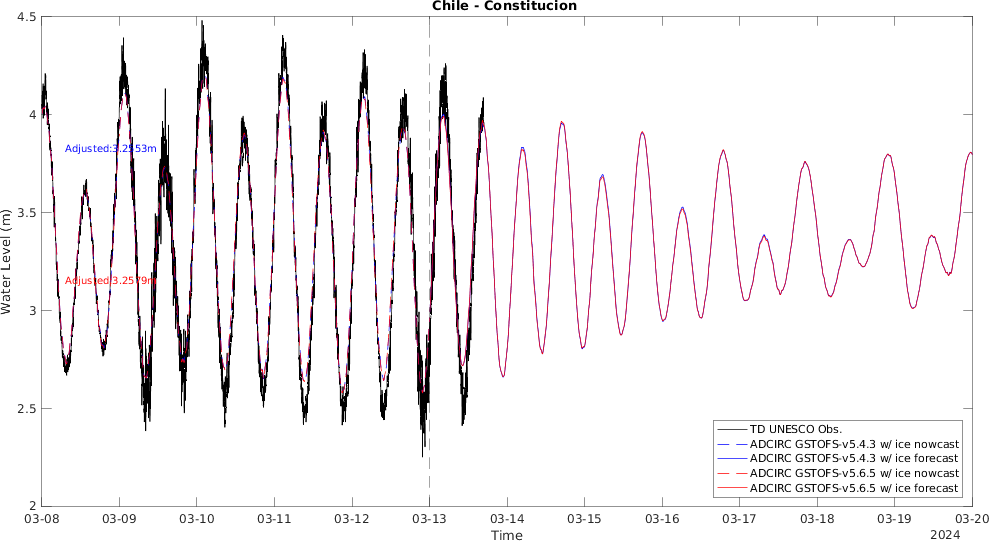 Chile - Constitucion
4.5
4
3.5
3
2.5
2
Water Level (m)
Adjusted:3.2553m
Adjusted:3.2579m
TD UNESCO Obs.
ADCIRC GSTOFS-v5.4.3 w/ ice nowcast
ADCIRC GSTOFS-v5.4.3 w/ ice forecast
ADCIRC GSTOFS-v5.6.5 w/ ice nowcast
ADCIRC GSTOFS-v5.6.5 w/ ice forecast
03-08 03-09 03-10 03-11 03-12 03-13 03-14 03-15 03-16 03-17 03-18 03-19 03-20
Time
2024